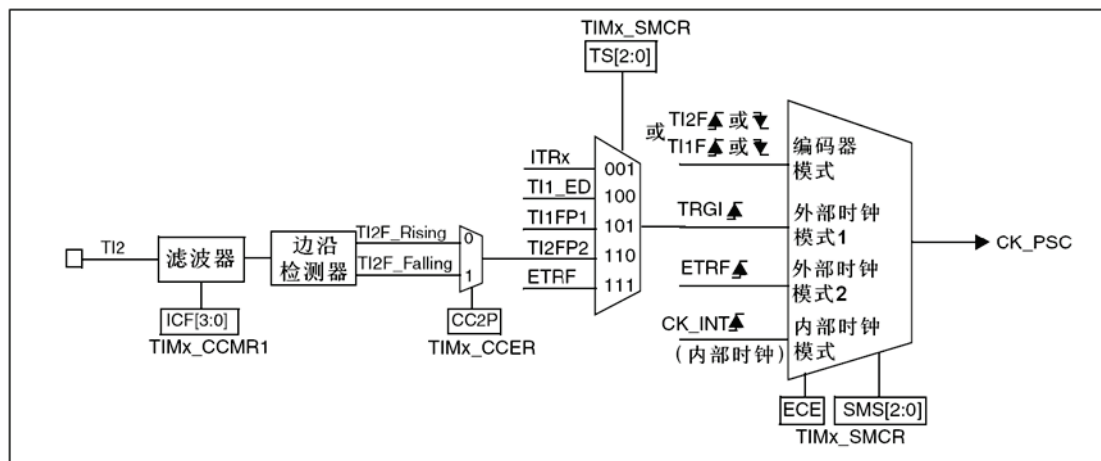 TIMx_SMCR
TS[2:0]
TI2F 或
或
TI1F 或
编码器
模式
ITRx
001
TI1_ED
100
TI1FP1
101
TI2FP2
110
ETRF
111
TRGI
外部时钟
模式1
CK_PSC
TI2
滤波器
边沿
检测器
TI2F_Rising
0
TI2F_Falling
1
ETRF
外部时钟
模式2
ICF[3:0]
TIMx_CCMR1
CC2P
TIMx_CCER
CK_INT
(内部时钟)
内部时钟
模式
ECE
SMS[2:0]
TIMx_SMCR